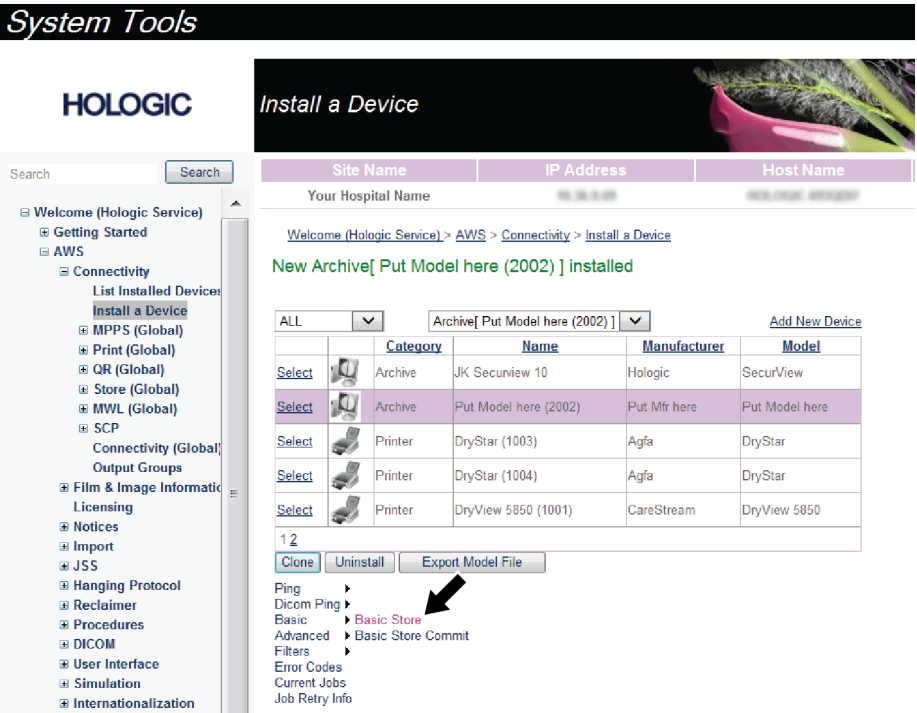 System Tools
HOLOGIC
Install a Device
Search Search
Site Name IP Address Host Name
Your Hospital Name
Welcome (Hologic Service) > AWS > Connectivity > Install a Device
New Archive[ Put Model here (2002) ] installed
ALL Archive[ Put Model here (2002) ] Add New Device
Category Name Manufacturer Model
Select Archive JK Securview 10 Hologic SecurView
Select Archive Put Model here (2002) Put Mfr here Put Model here
Select Printer DryStar (1003) Agfa DryStar
Select Printer DryStar (1004) Agfa DryStar
Select Printer DryView 5850 (1001) CareStream DryView 5850
1 2
Clone Uninstall Export Model File
Ping
Dicom Ping
Basic Basic Store
Advanced Basic Store Commit
Filters
Error Codes
Current Jobs
Job Retry Info
Welcome (Hologic Service)
Getting Started
AWS
Connectivity
List Installed Devices
Install a Device
MPPS (Global)
Print (Global)
QR (Global)
Store (Global)
MWL (Global)
SCP
Connectivity (Global)
Output Groups
Film & Image Informatic
Licensing
Notices
Import
JSS
Hanging Protocol
Reclaimer
Procedures
DICOM
User Interface
Simulation
Internationalization